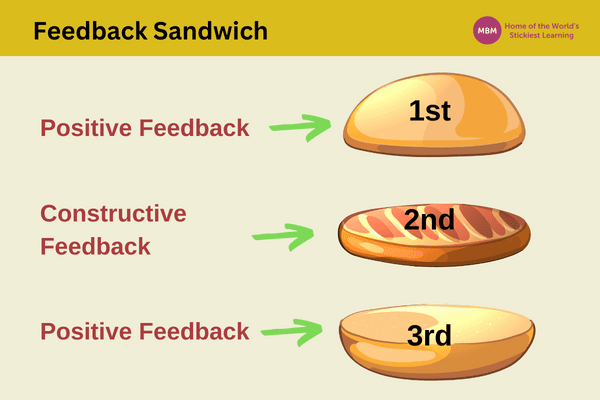 Feedback Sandwich
MBM
Home of the World's
Stickiest Learning
Positive Feedback
1st
Constructive
Feedback
2nd
Positive Feedback
3rd